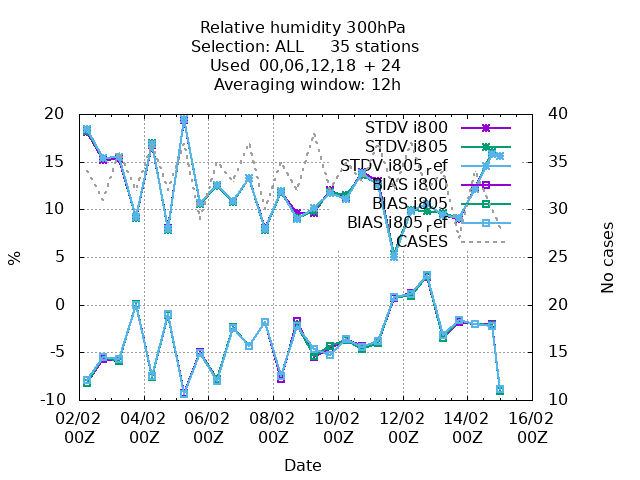 Relative humidity 300hPa
Selection: ALL 35 stations
Used 00,06,12,18 + 24
Averaging window: 12h
20 40
STDV i800
STDV i805
15 35
STDV i805_ref
BIAS i800
BIAS i805
10 30
BIAS i805_ref
CASES
5 25
%
No cases
0 20
-5 15
-10 10
02/02 04/02 06/02 08/02 10/02 12/02 14/02 16/02
00Z 00Z 00Z 00Z 00Z 00Z 00Z 00Z
Date